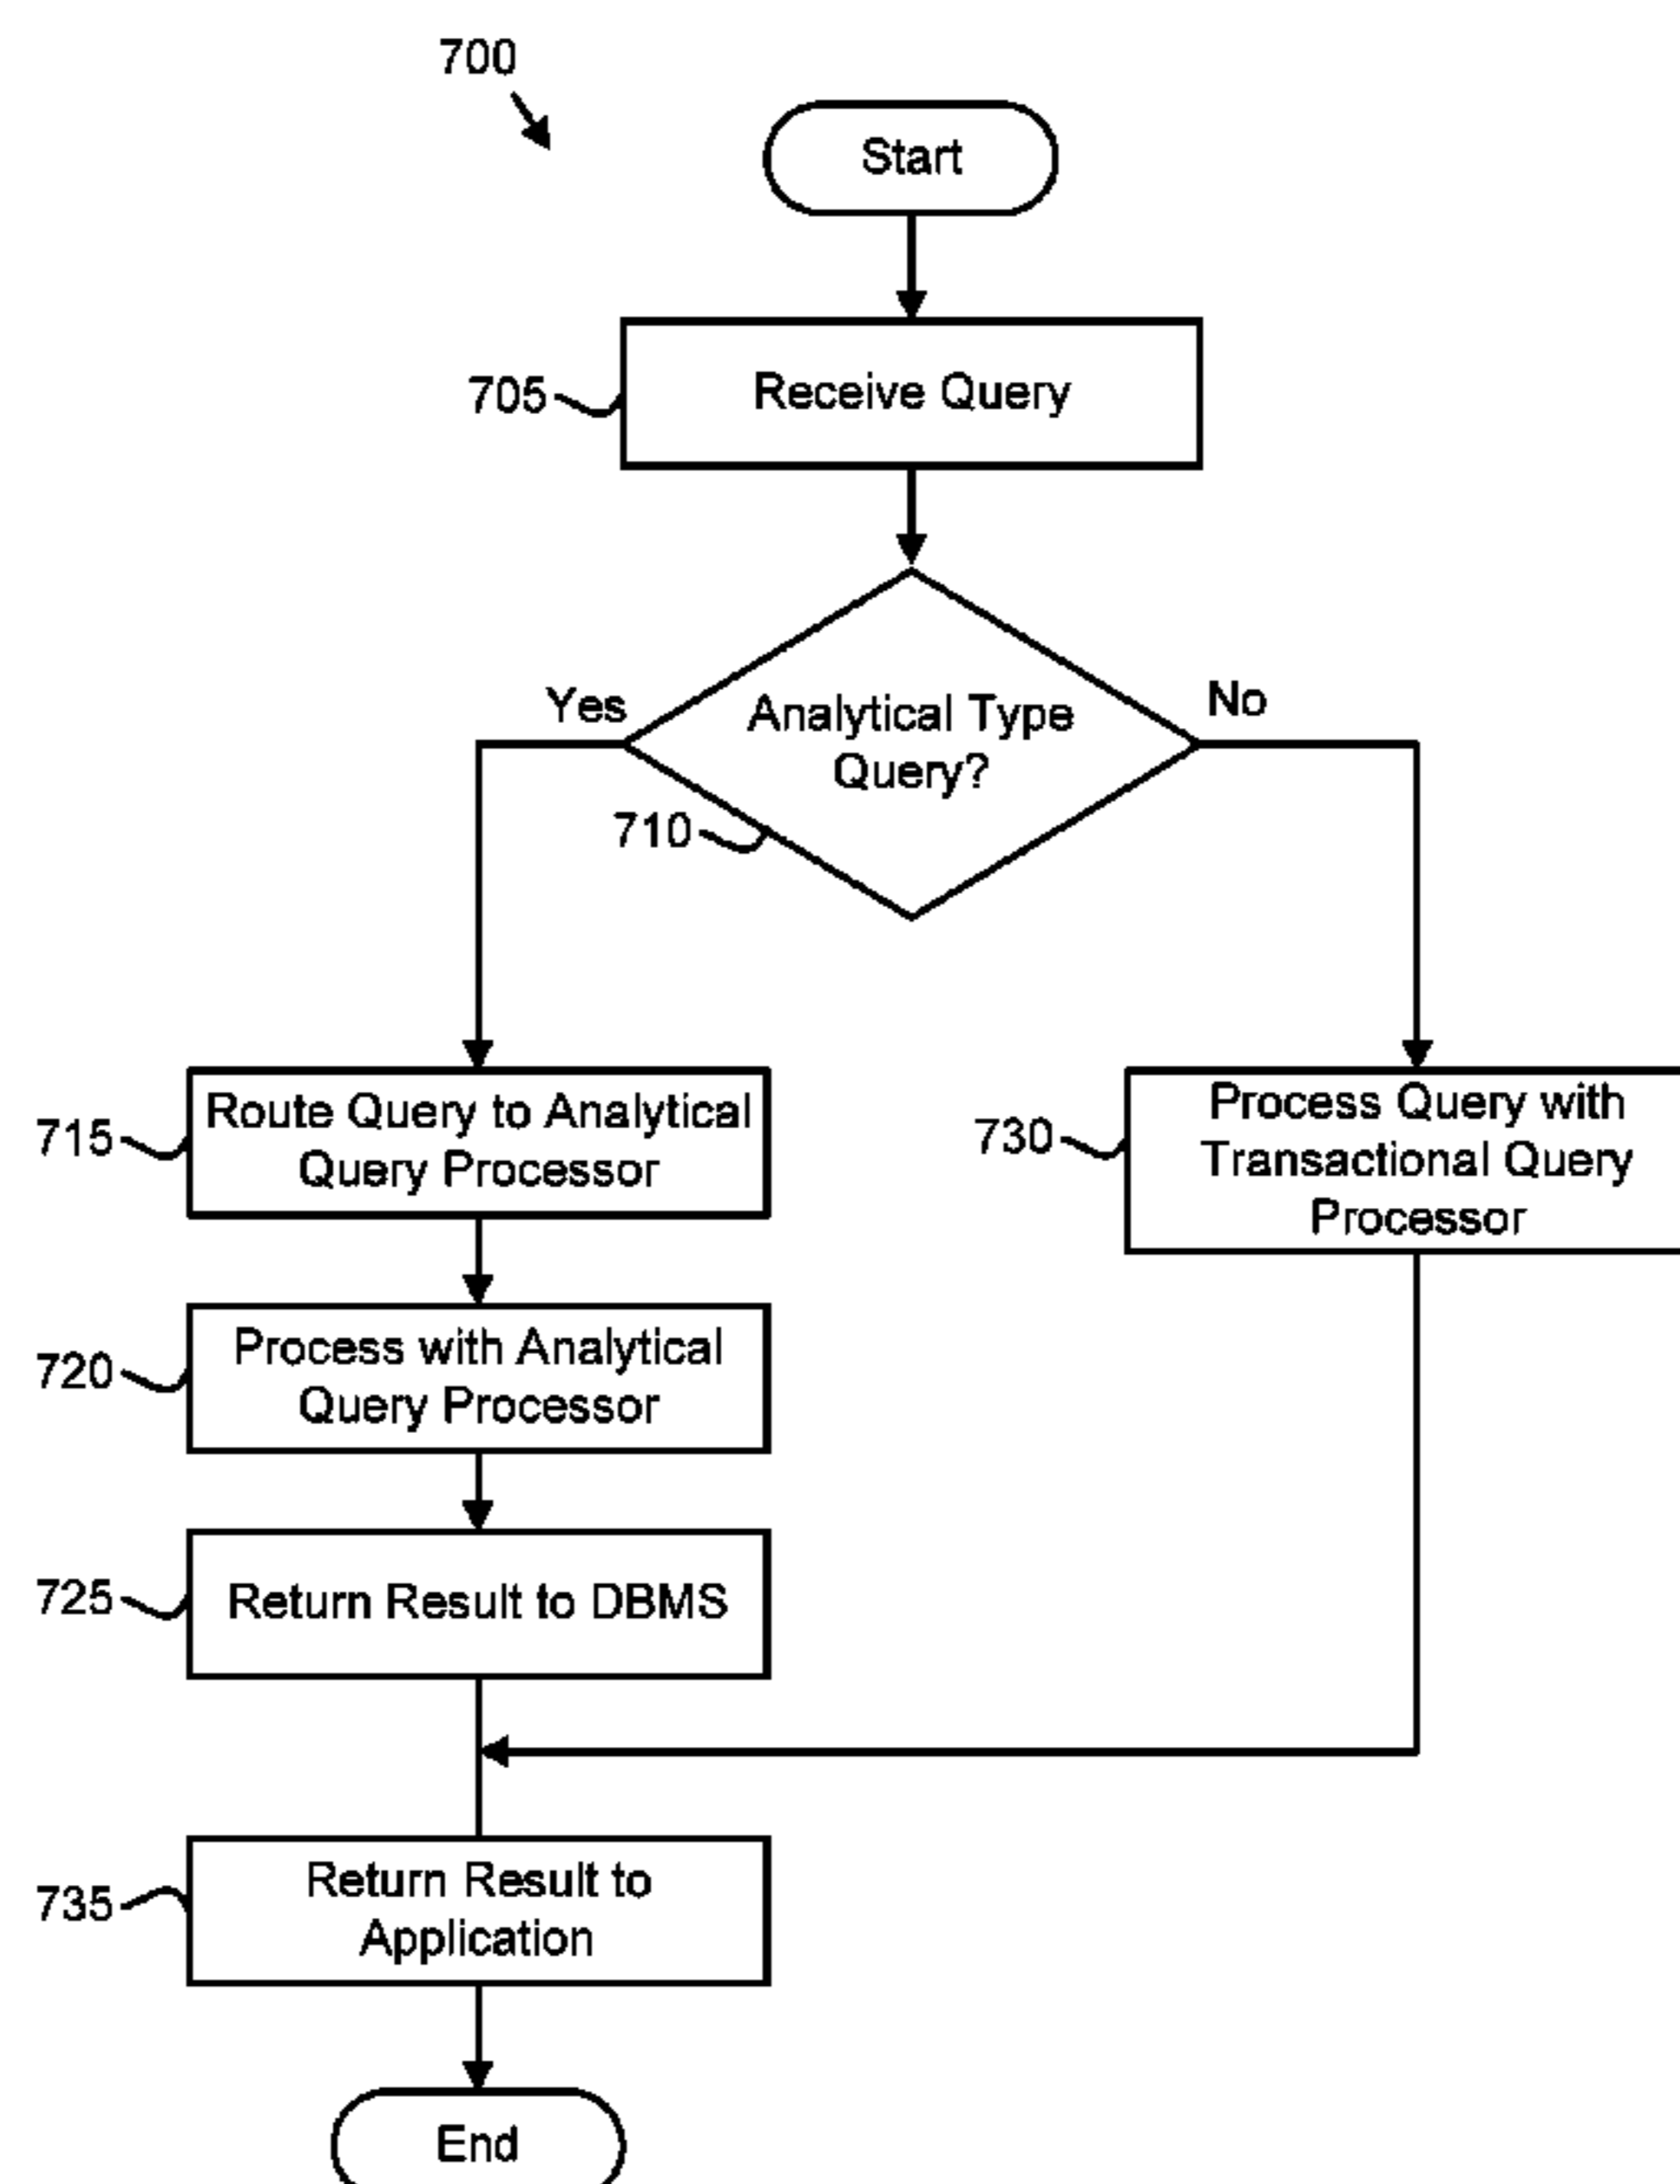 700
Start
705
Receive Query
Yes
No
Analytical Type
Query?
710
715
Route Query to Analytical
Query Processor
730
Process Query with
Transactional Query
Processor
720
Process with Analytical
Query Processor
725
Return Result to DBMS
735
Return Result to
Application
End